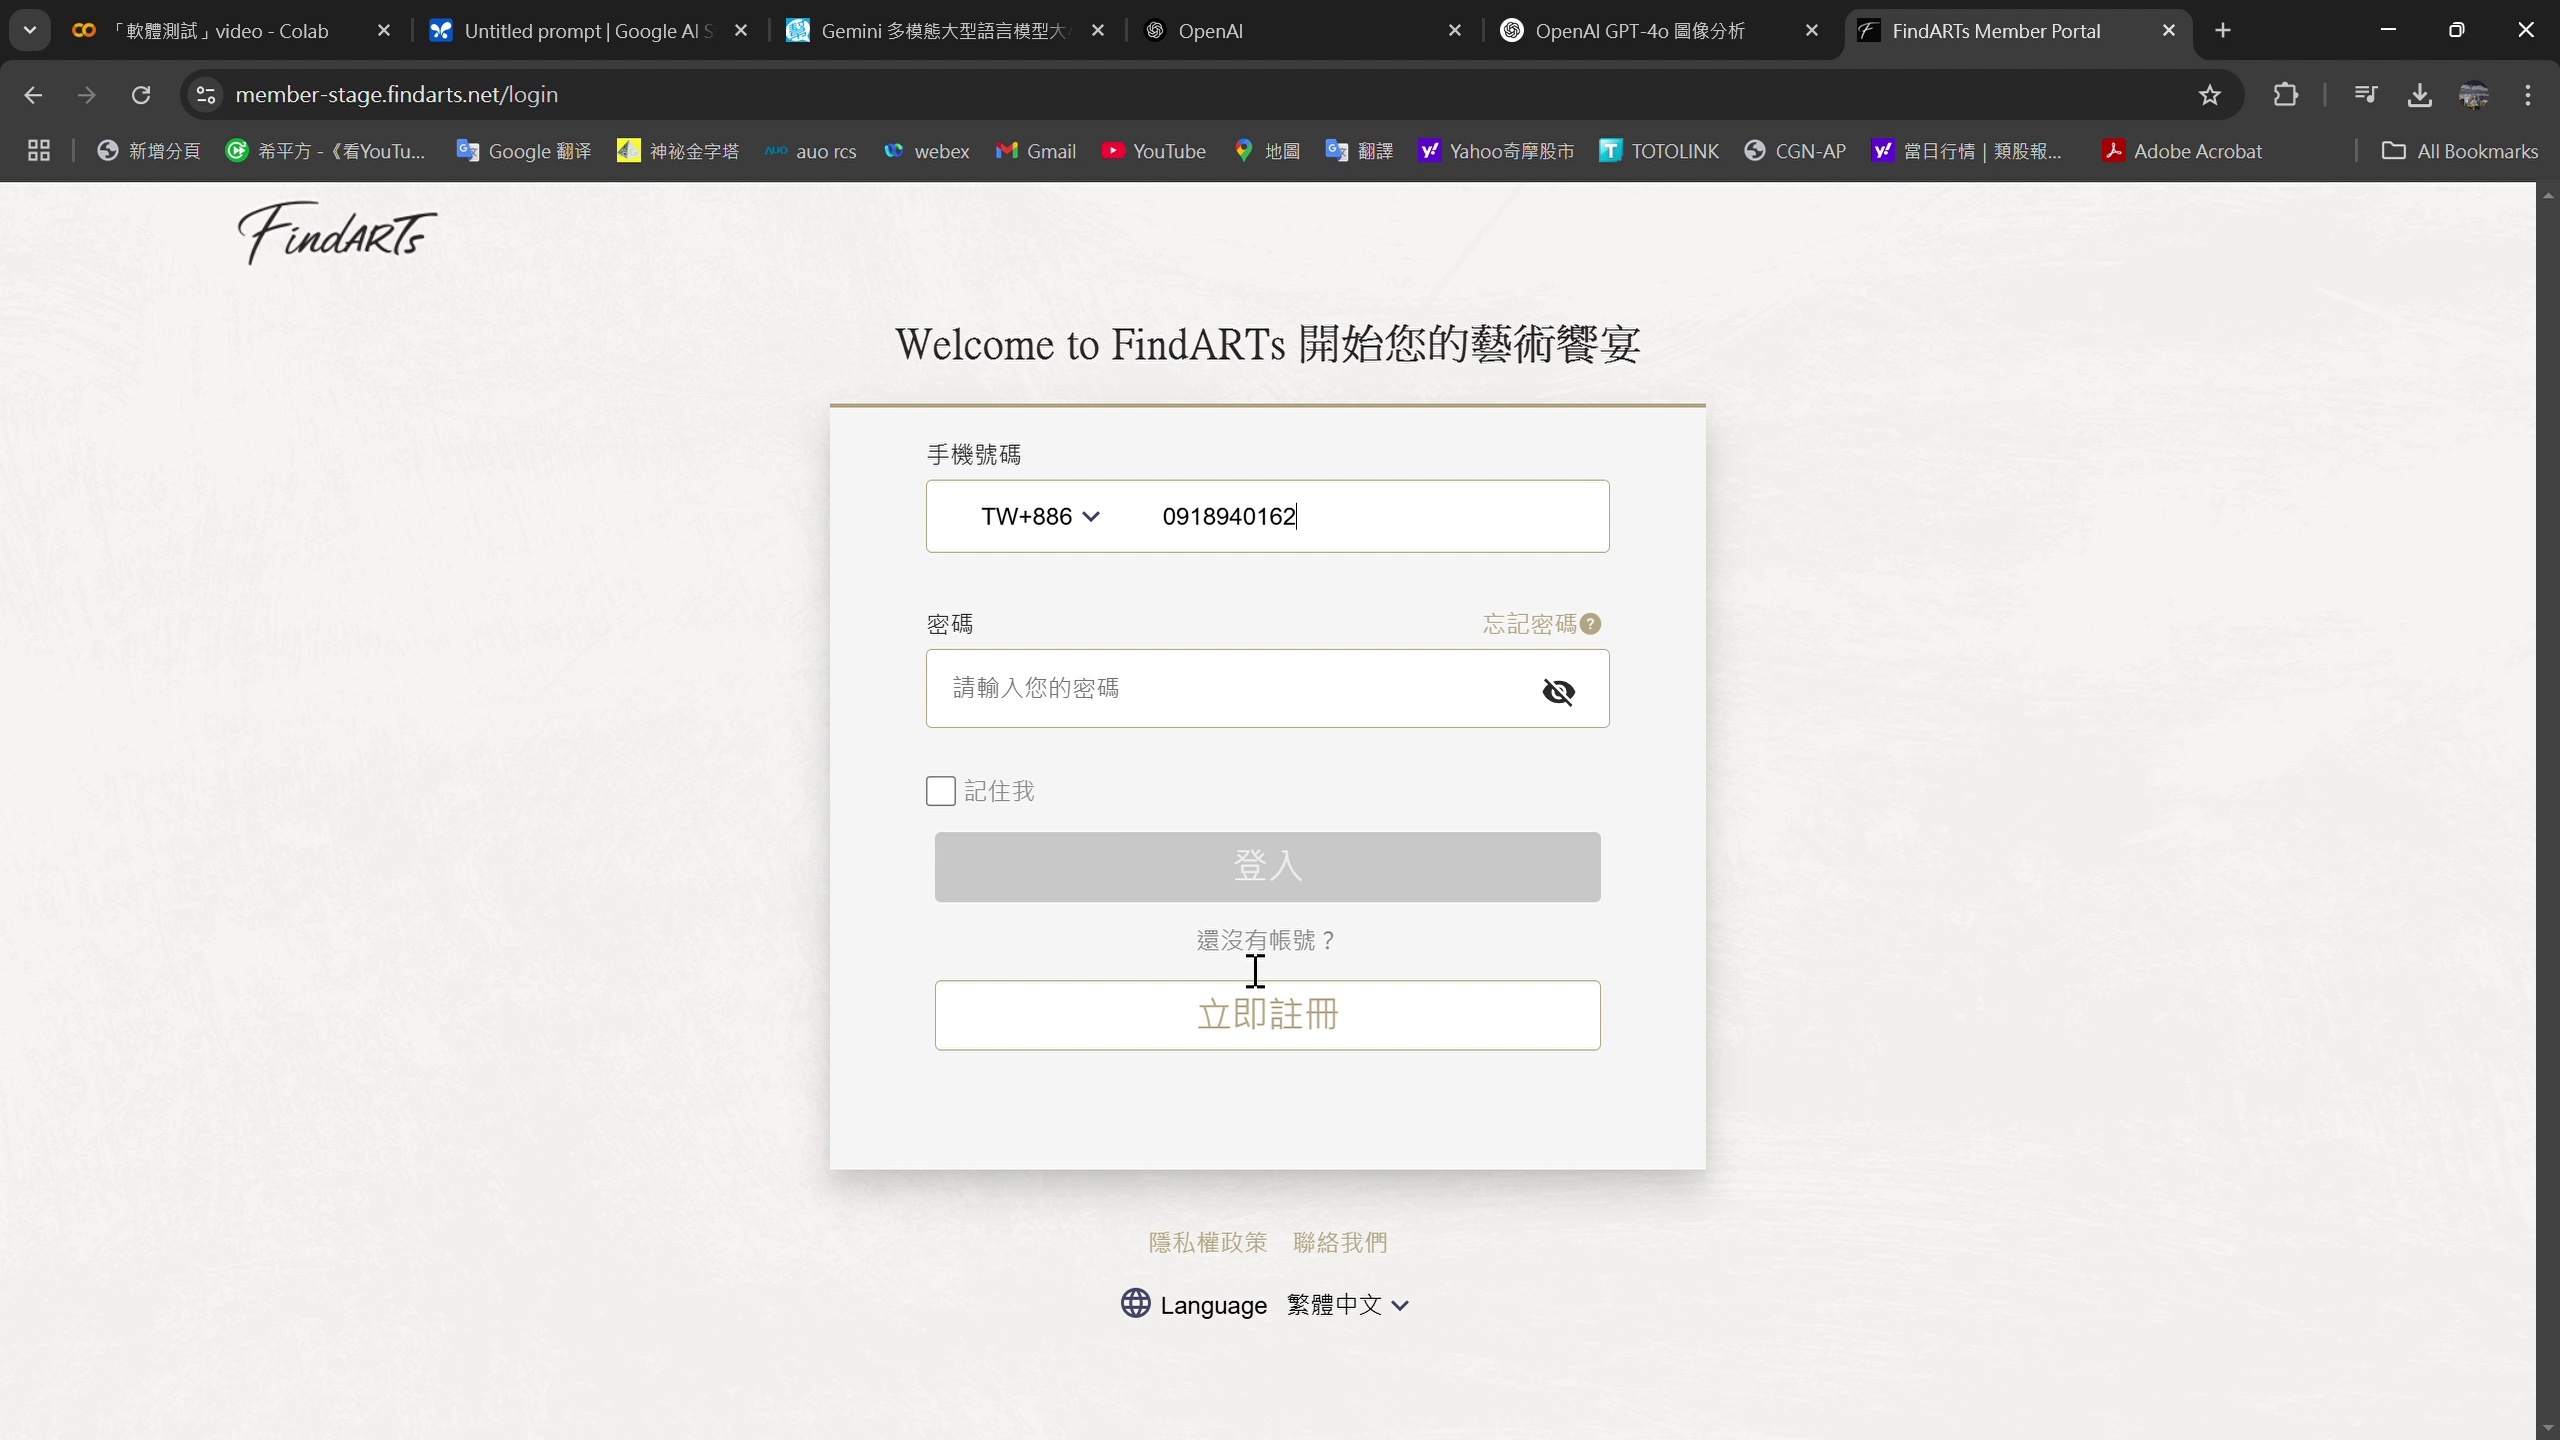 「軟體測試」video - Colab
Untitled prompt | Google AI S
Gemini 多模態大型語言模型大
OpenAI
OpenAI GPT-4o 圖像分析
FindARTs Member Portal
member-stage.findarts.net/login
新增分頁
希平方 -《看YouTu...
Google 翻译
神祕金字塔
AUO auo rcs
webex
Gmail
YouTube
地圖
翻譯
Yahoo奇摩股市
TOTOLINK
CGN-AP
當日行情 | 類股報...
Adobe Acrobat
All Bookmarks
FindARTs
Welcome to FindARTs 開始您的藝術饗宴
手機號碼
TW+886 0918940162
密碼 忘記密碼?
請輸入您的密碼
記住我
登入
還沒有帳號？
立即註冊
隱私權政策 聯絡我們
Language 繁體中文